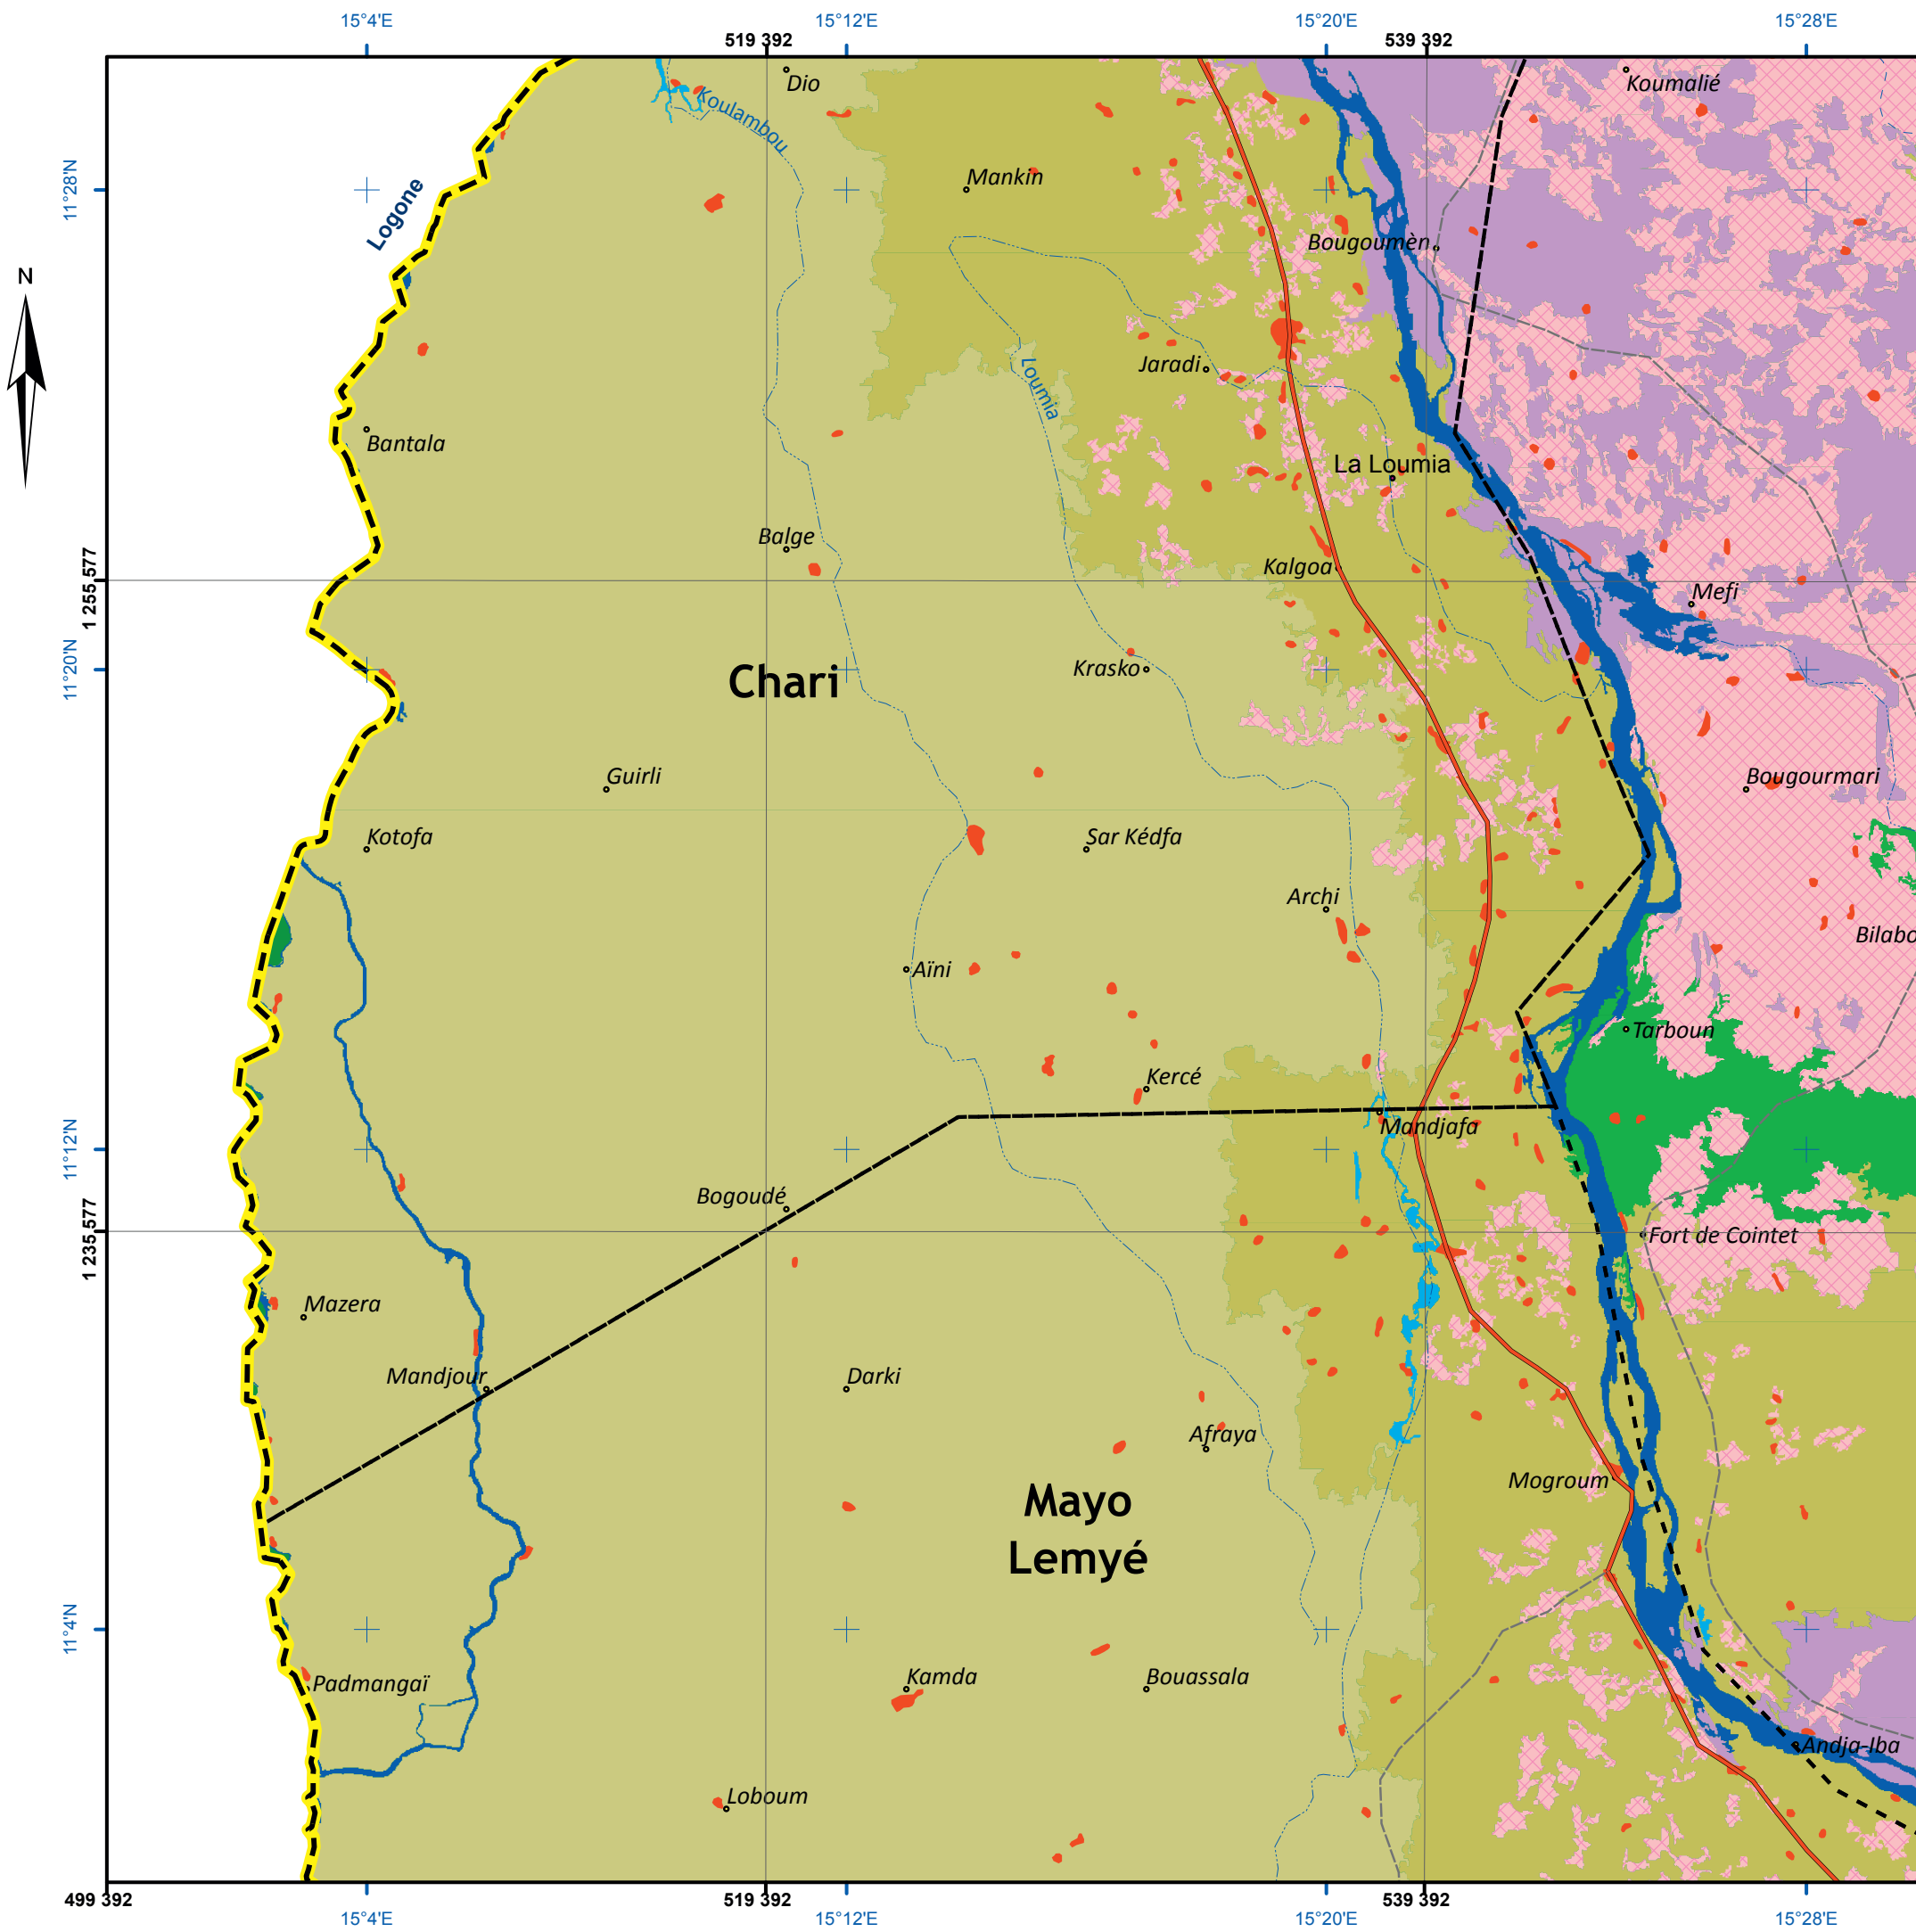 15°4'E
15°12'E
15°20'E
15°28'E
519 392
539 392
Dio
Koumalié
Koulambou
11°28'N
Mankin
Logone
Bougoumèn
N
Jaradi
Loumia
Bantala
La Loumia
Balge
Kalgoa
1 255 577
Mefi
11°20'N
Chari
Krasko
Guirli
Bougourmari
Kotofa
Sar Kédfa
Archi
Bilabo
Aïni
Tarboun
Kercé
Mandjafa
11°12'N
Bogoudé
1 235 577
Fort de Cointet
Mazera
Mandjour
Darki
Afraya
Mogroum
Mayo
Lemyé
11°4'N
Padmangaï
Kamda
Bouassala
Andja-Iba
Loboum
499 392
519 392
539 392
15°4'E
15°12'E
15°20'E
15°28'E